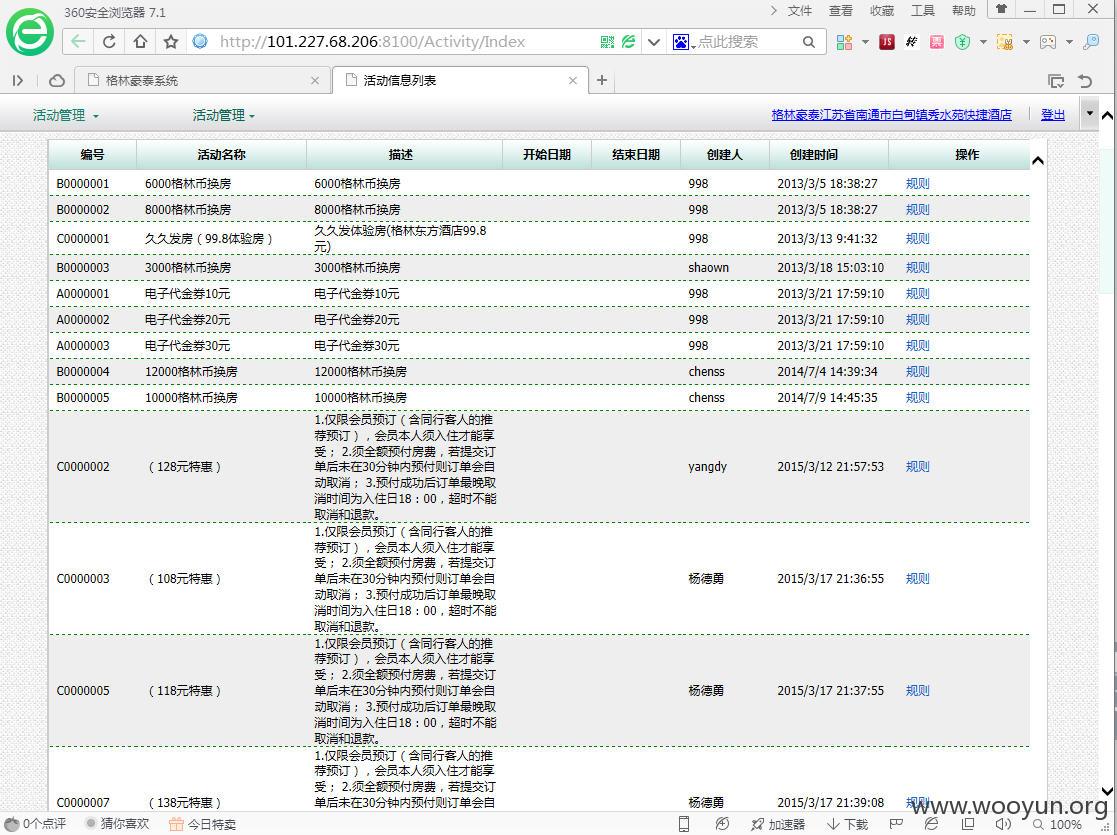 360安全浏览器 7.1
文件 查看 收藏 工具 帮助
http://101.227.68.206:8100/Activity/Index
点此搜索
格林豪泰系统
活动信息列表
活动管理 活动管理 格林豪泰江苏省南通市白甸镇秀水苑快捷酒店 登出
编号 活动名称 描述 开始日期 结束日期 创建人 创建时间 操作
B0000001 6000格林币换房 6000格林币换房 998 2013/3/5 18:38:27 规则
B0000002 8000格林币换房 8000格林币换房 998 2013/3/5 18:38:27 规则
C0000001 久久发房（99.8体验房） 久久发体验房(格林东方酒店99.8
元) 998 2013/3/13 9:41:32 规则
B0000003 3000格林币换房 3000格林币换房 shaown 2013/3/18 15:03:10 规则
A0000001 电子代金券10元 电子代金券10元 998 2013/3/21 17:59:10 规则
A0000002 电子代金券20元 电子代金券20元 998 2013/3/21 17:59:10 规则
A0000003 电子代金券30元 电子代金券30元 998 2013/3/21 17:59:10 规则
B0000004 12000格林币换房 12000格林币换房 chenss 2014/7/4 14:39:34 规则
B0000005 10000格林币换房 10000格林币换房 chenss 2014/7/9 14:45:35 规则
1.仅限会员预订（含同行客人的推
荐预订），会员本人须入住才能享
受； 2.须全额预付房费，若提交订
C0000002 （128元特惠） 单后未在30分钟内预付则订单会自 yangdy 2015/3/12 21:57:53 规则
动取消； 3.预付成功后订单最晚取
消时间为入住日18：00，超时不能
取消和退款。
1.仅限会员预订（含同行客人的推
荐预订），会员本人须入住才能享
受； 2.须全额预付房费，若提交订
C0000003 （108元特惠） 单后未在30分钟内预付则订单会自 杨德勇 2015/3/17 21:36:55 规则
动取消； 3.预付成功后订单最晚取
消时间为入住日18：00，超时不能
取消和退款。
1.仅限会员预订（含同行客人的推
荐预订），会员本人须入住才能享
受； 2.须全额预付房费，若提交订
C0000005 （118元特惠） 单后未在30分钟内预付则订单会自 杨德勇 2015/3/17 21:37:55 规则
动取消； 3.预付成功后订单最晚取
消时间为入住日18：00，超时不能
取消和退款。
1.仅限会员预订（含同行客人的推
荐预订），会员本人须入住才能享
受； 2.须全额预付房费，若提交订
C0000007 （138元特惠） 单后未在30分钟内预付则订单会自 杨德勇 2015/3/17 21:39:08 规则
www.wooyun.org
0个点评 猜你喜欢 今日特卖 加速器 下载 100%